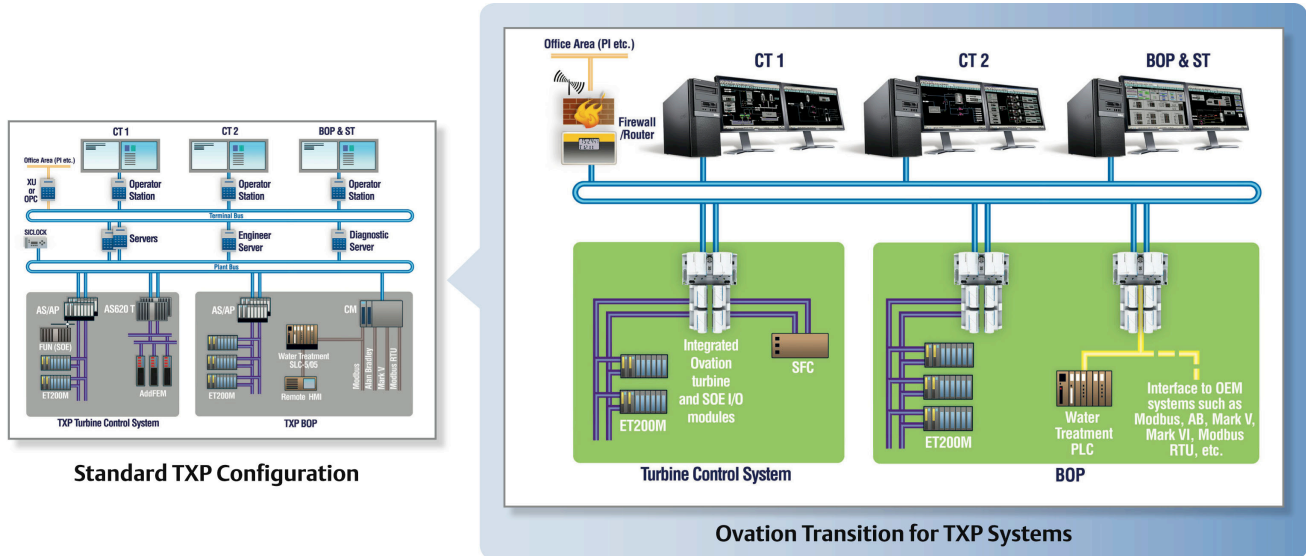 CT 1
CT 2
BOP & ST
Office Area (PI etc.)
XU
or
OPC
Operator
Station
Operator
Station
Operator
Station
Terminal Bus
SICLOCK
Servers
Engineer
Server
Diagnostic
Server
Plant Bus
AS/AP
AS620 T
FUN (SOE)
ET200M
AddFEM
TXP Turbine Control System
AS/AP
CM
Water Treatment
SLC-5/05
ET200M
Remote HMI
Modbus
Alan Bradley
Mark V
Modbus RTU
TXP BOP
Standard TXP Configuration
Office Area (PI etc.)
CT 1
CT 2
BOP & ST
Firewall
/Router
Integrated
Ovation
turbine
and SOE I/O
modules
ET200M
SFC
Turbine Control System
ET200M
Water
Treatment
PLC
Interface to OEM
systems such as
Modbus, AB, Mark V,
Mark VI, Modbus
RTU, etc.
BOP
Ovation Transition for TXP Systems